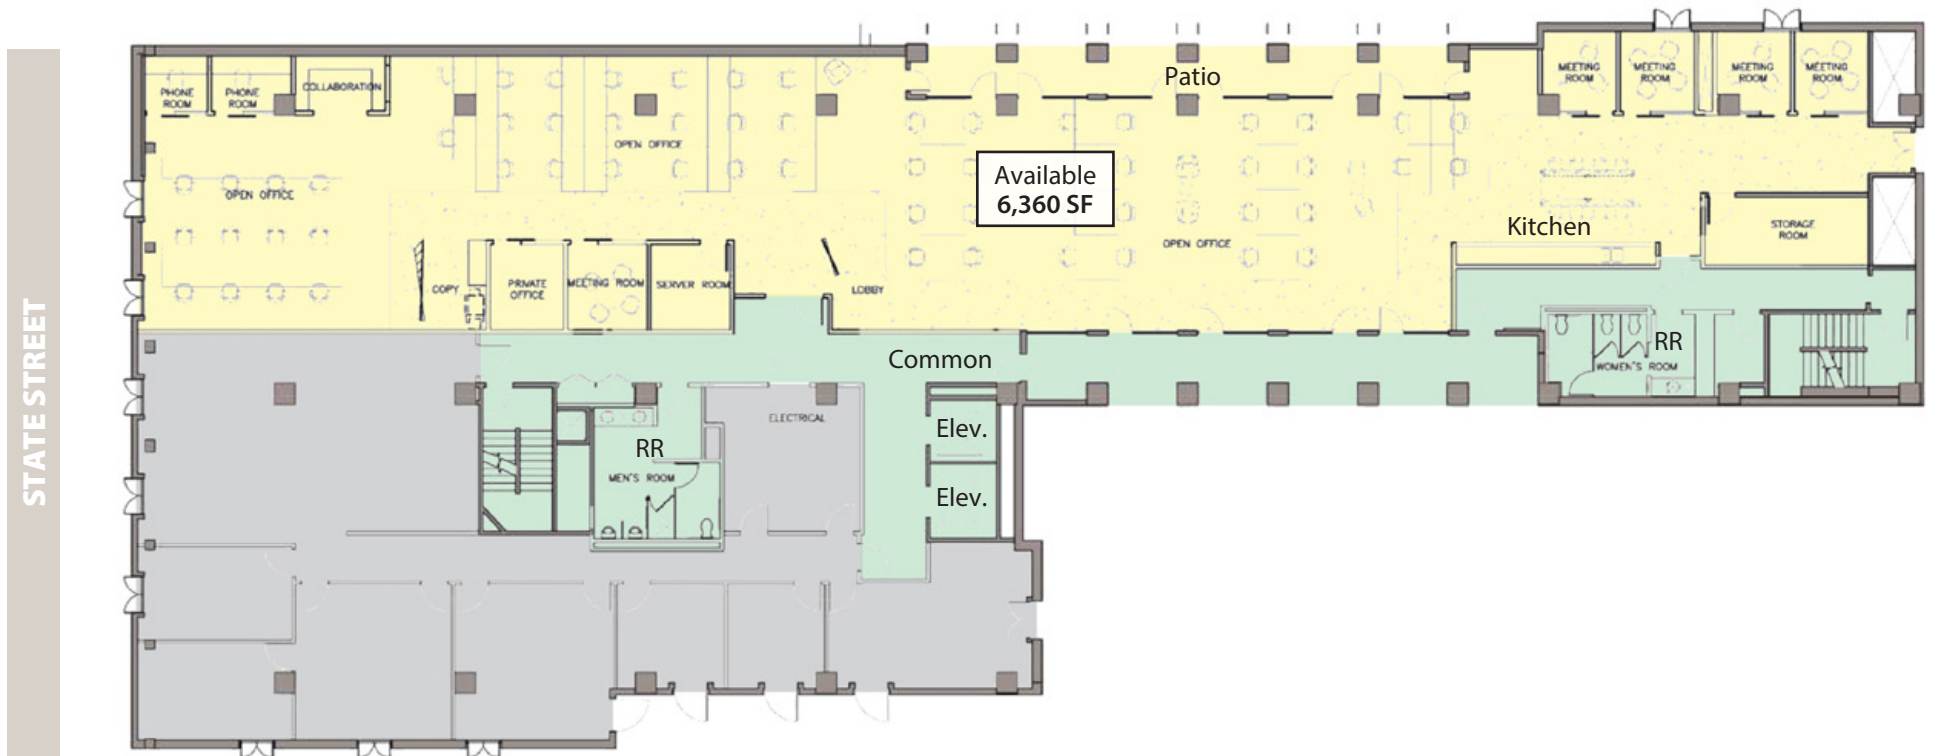 STATE STREET
PHONE
ROOM
PHONE
ROOM
COLLABORATION
Patio
MEETING
ROOM
MEETING
ROOM
MEETING
ROOM
MEETING
ROOM
OPEN OFFICE
OPEN OFFICE
Available
6,360 SF
OPEN OFFICE
Kitchen
STORAGE
ROOM
COPY
PRIVATE
OFFICE
MEETING ROOM
SERVER ROOM
LOBBY
Common
RR
WOMEN'S ROOM
ELECTRICAL
RR
MEN'S ROOM
Elev.
Elev.